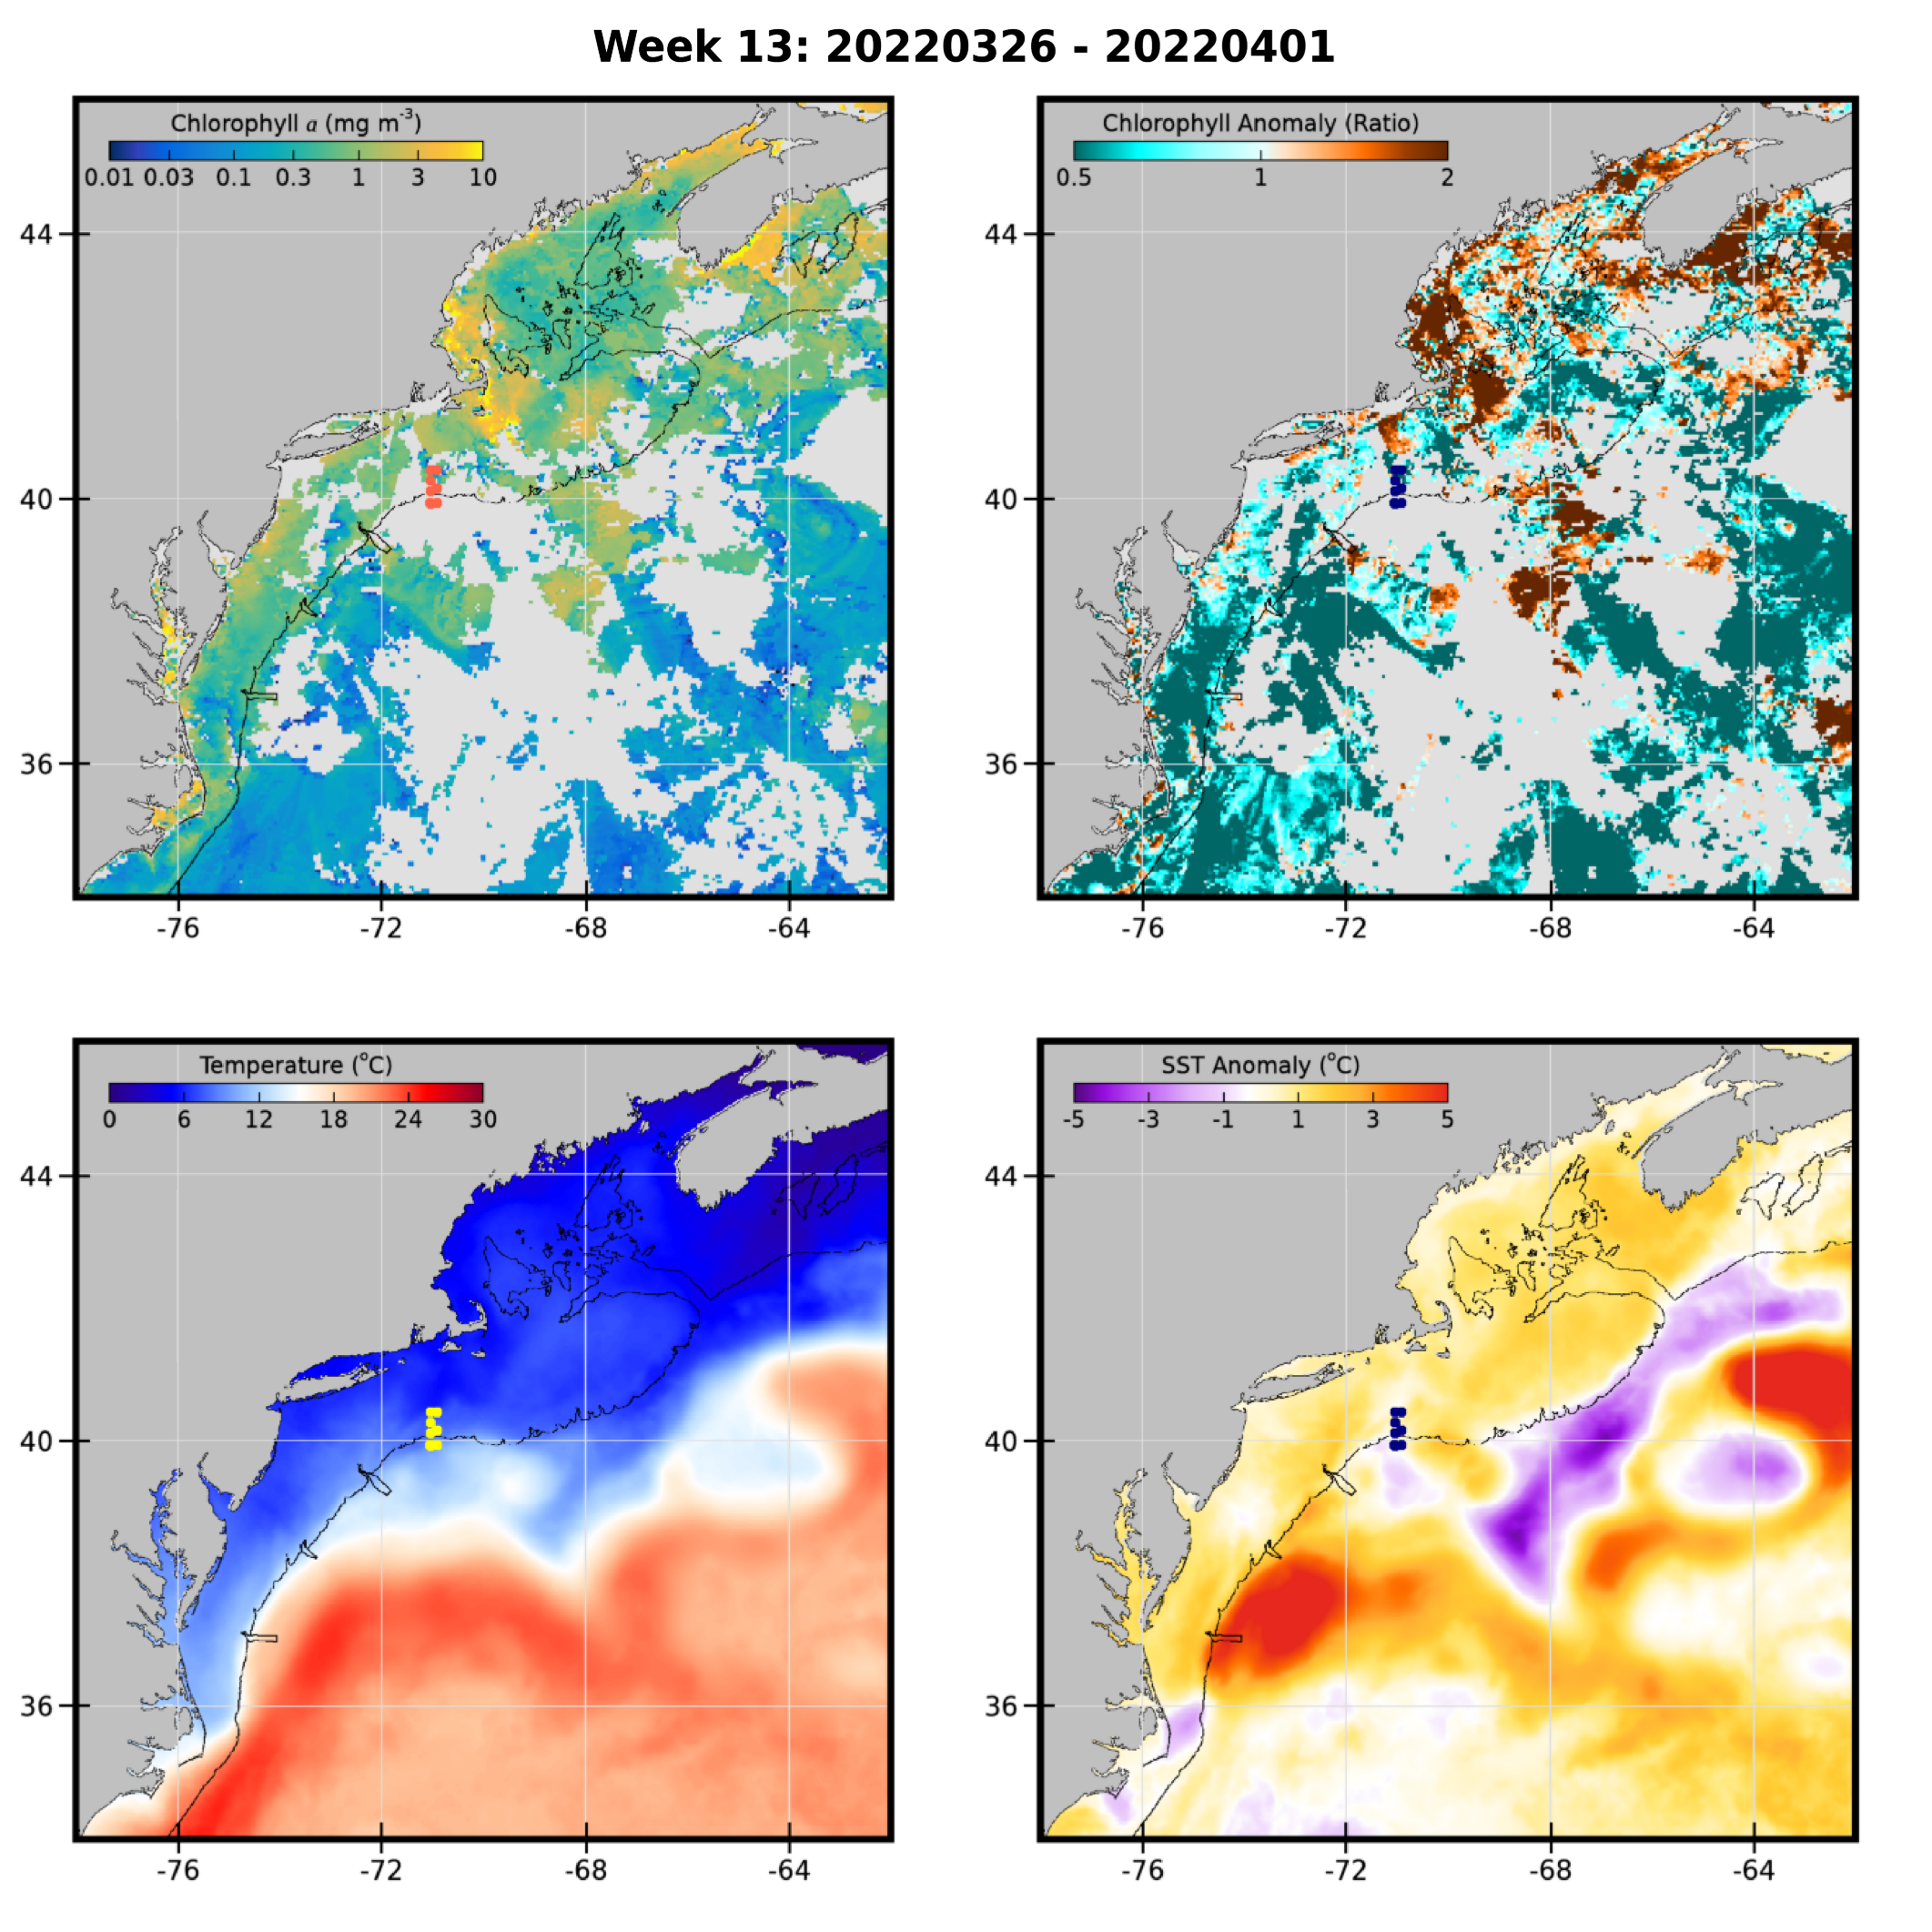 Week 13: 20220326 - 20220401
Chlorophyll a (mg m-3)
0.01 0.03 0.1 0.3 1 3 10
44
40
36
-76 -72 -68 -64
Chlorophyll Anomaly (Ratio)
0.5 1 2
44
40
36
-76 -72 -68 -64
Temperature (oC)
0 6 12 18 24 30
44
40
36
-76 -72 -68 -64
SST Anomaly (oC)
-5 -3 -1 1 3 5
44
40
36
-76 -72 -68 -64